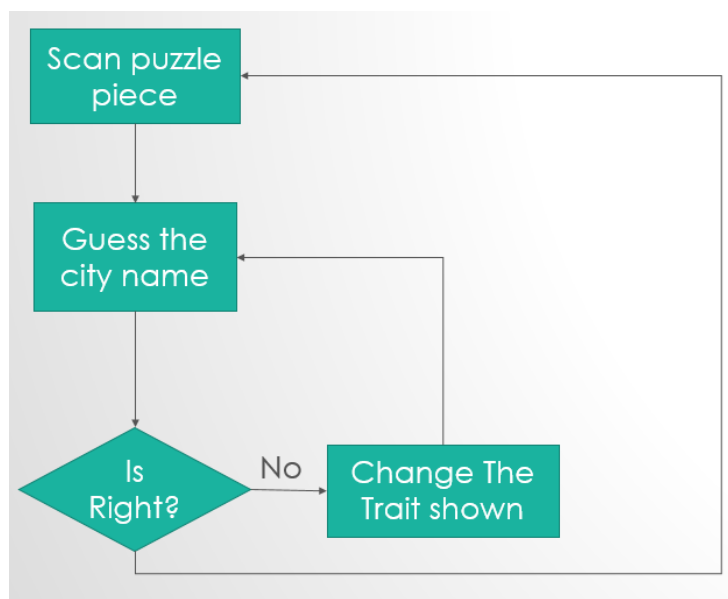 Scan puzzle
piece
Guess the
city name
Is
Right?
No
Change The
Trait shown